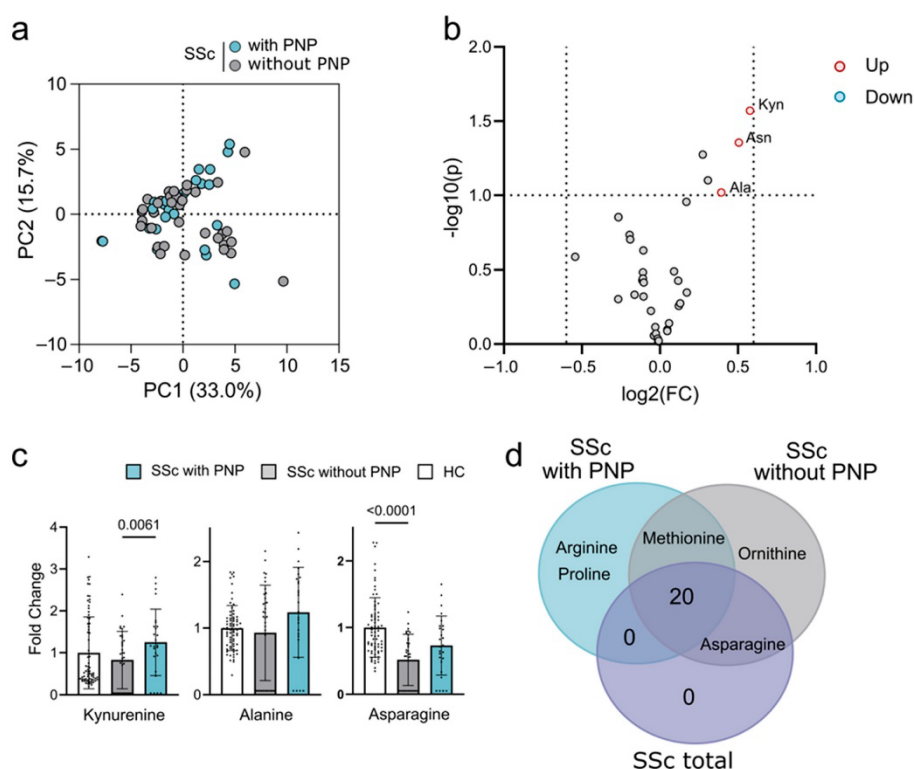 a
SSc
with PNP
without PNP
10
5
0
−5
−10
PC2 (15.7%)
−10
−5
0
5
10
15
PC1 (33.0%)
b
2.0
1.5
1.0
0.5
0.0
-log10(p)
Kyn
Asn
Ala
Up
Down
−1.0
−0.5
0.0
0.5
1.0
log2(FC)
c
SSc with PNP
SSc without PNP
HC
Fold Change
4
3
2
1
0
0.0061
Kynurenine
2
1
0
Alanine
2
1
0
<0.0001
Asparagine
d
SSc
with PNP
SSc
without PNP
Arginine
Proline
Methionine
Ornithine
20
0
Asparagine
0
SSc total